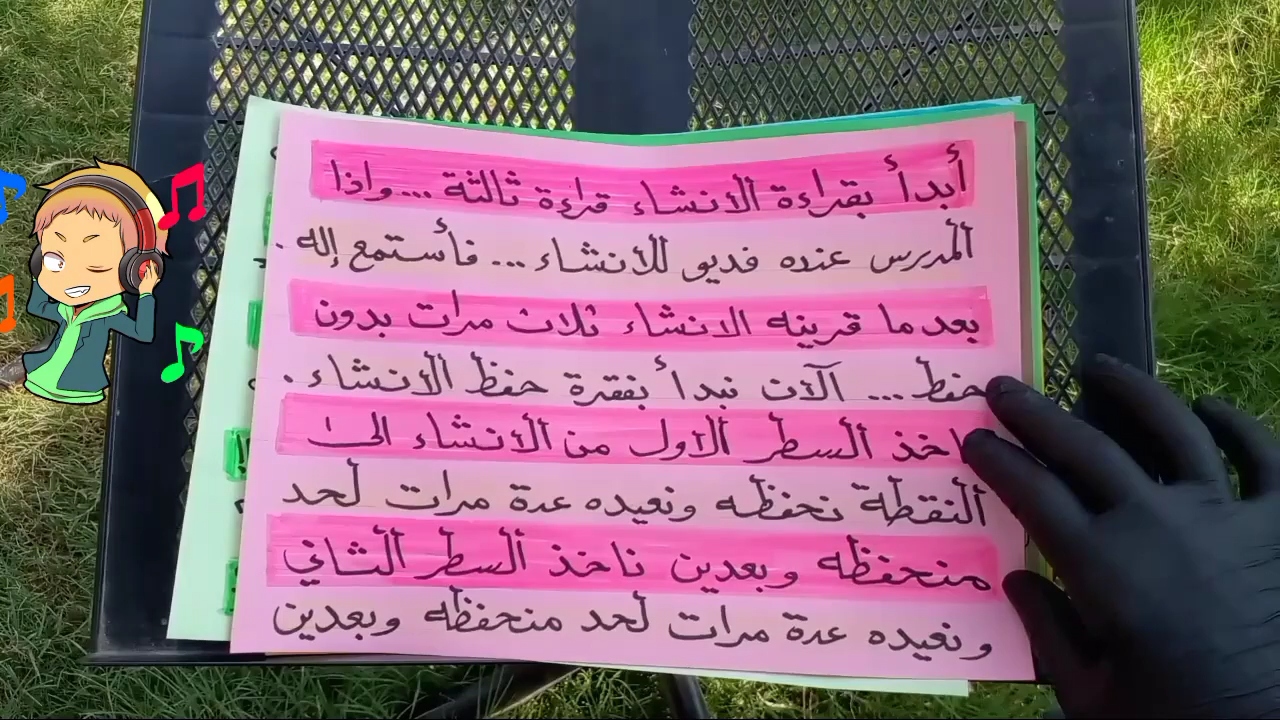 أبدأ بقراءة الانشاء قراءة ثالثة ... واذا
المدرس عنده فديو للانشاء ... فأستمع إله .
بعد ما قرينه الانشاء ثلاث مرات بدون
حفظ ... آلان نبدأ بفقرة حفظ الانشاء .
ناخذ السطر الاول من الانشاء الى
النقطة نحفظه ونعيده عدة مرات لحد
منحفظه وبعدين ناخذ السطر الثاني
ونعيده عدة مرات لحد منحفظه وبعدين